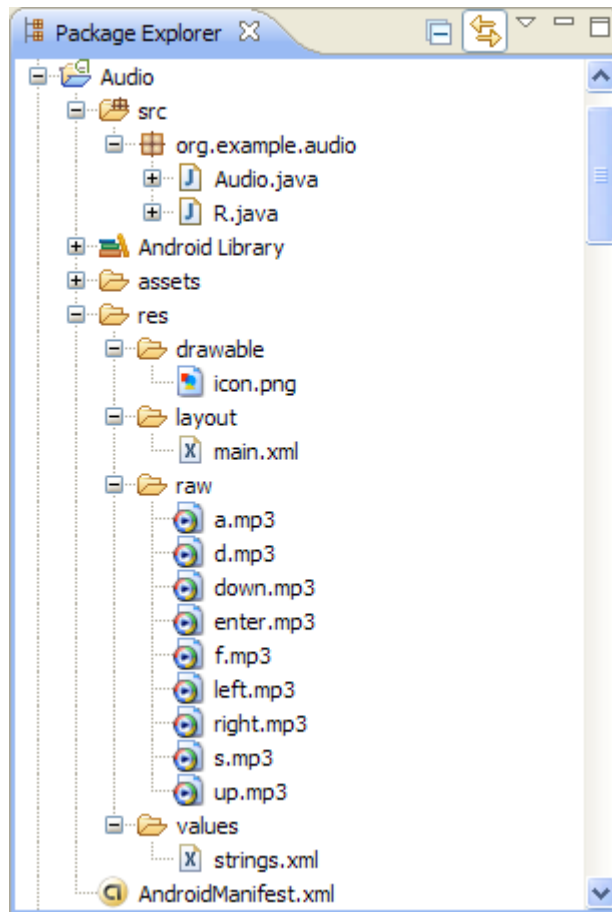 Package Explorer
Audio
src
org.example.audio
Audio.java
R.java
Android Library
assets
res
drawable
icon.png
layout
main.xml
raw
a.mp3
d.mp3
down.mp3
enter.mp3
f.mp3
left.mp3
right.mp3
s.mp3
up.mp3
values
strings.xml
AndroidManifest.xml